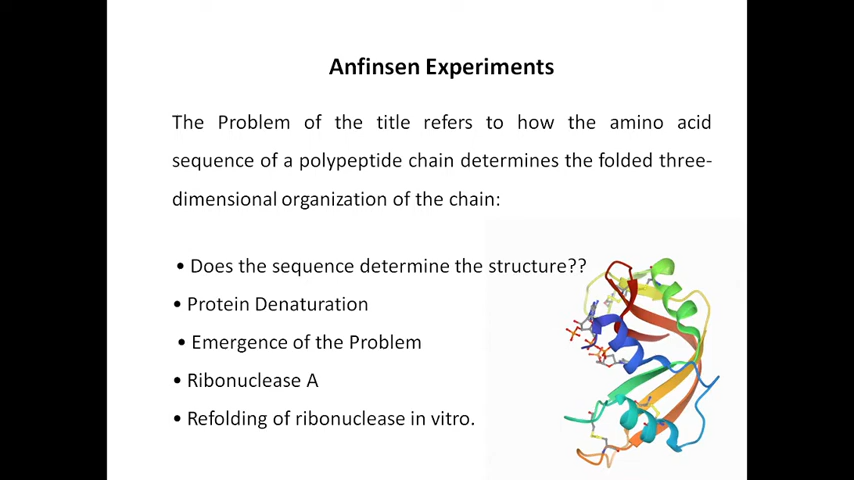 Anfinsen Experiments
The Problem of the title refers to how the amino acid
sequence of a polypeptide chain determines the folded three-
dimensional organization of the chain:
• Does the sequence determine the structure??
• Protein Denaturation
• Emergence of the Problem
• Ribonuclease A
• Refolding of ribonuclease in vitro.